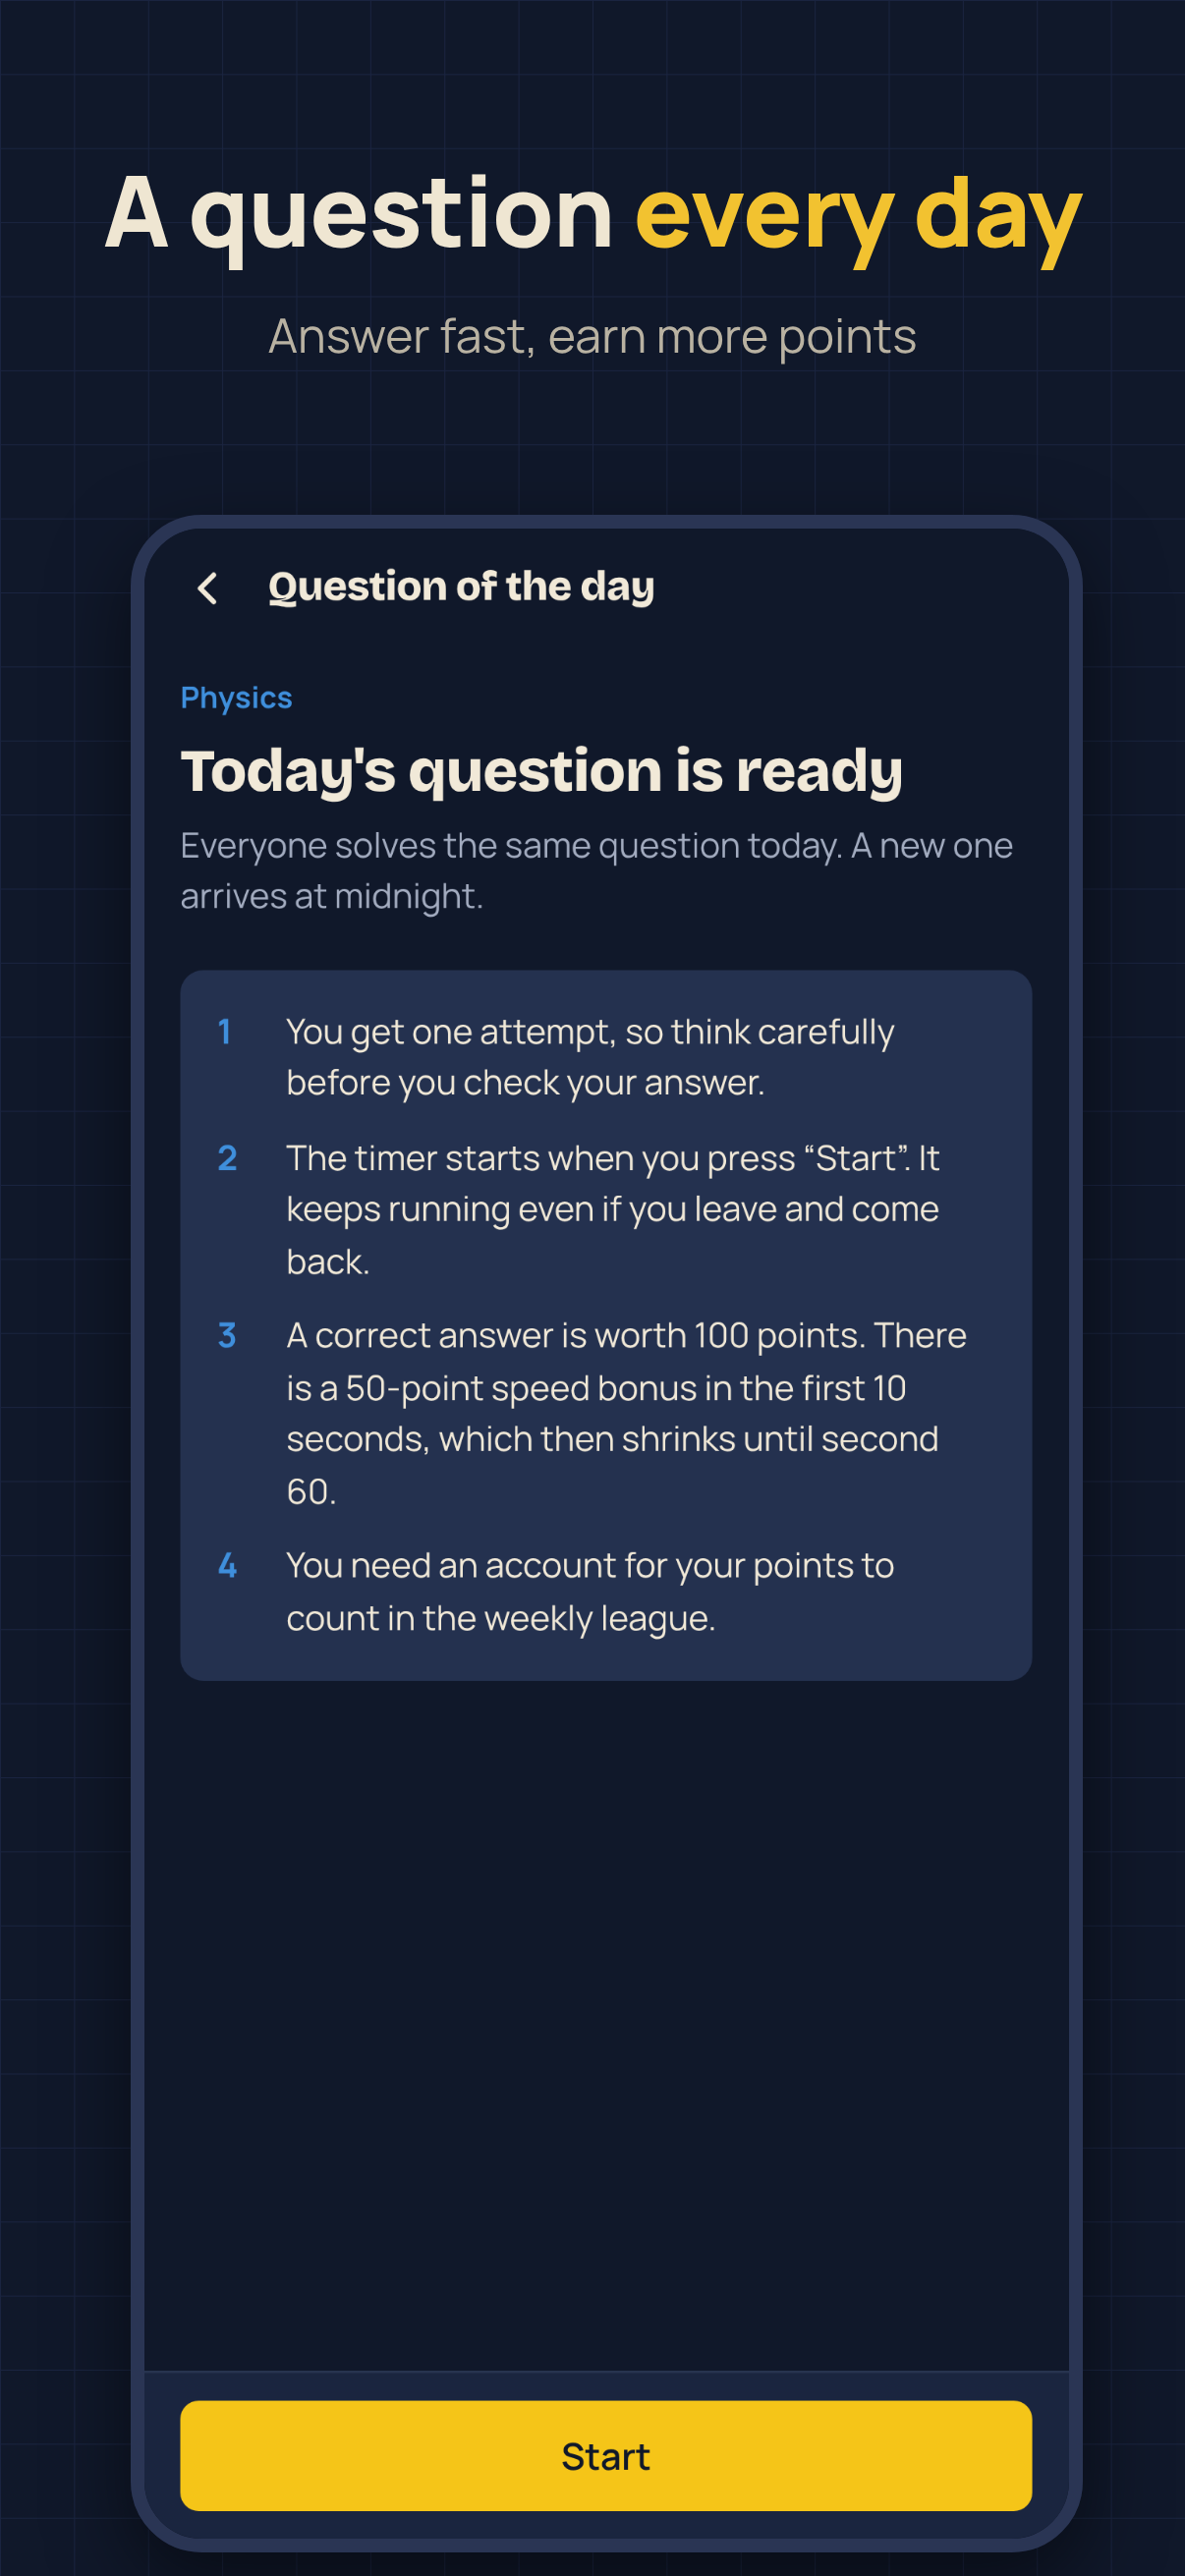 A question every day
Answer fast, earn more points
Question of the day
Physics
Today's question is ready
Everyone solves the same question today. A new one
arrives at midnight.
1 You get one attempt, so think carefully
before you check your answer.
2 The timer starts when you press “Start”. It
keeps running even if you leave and come
back.
3 A correct answer is worth 100 points. There
is a 50-point speed bonus in the first 10
seconds, which then shrinks until second
60.
4 You need an account for your points to
count in the weekly league.
Start